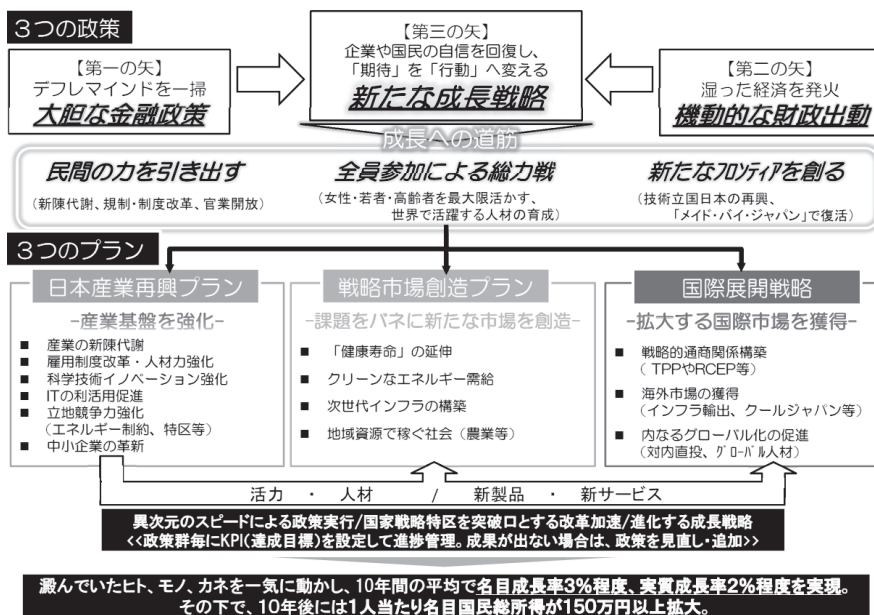 3つの政策
【第一の矢】
デフレマインドを一掃
大胆な金融政策
【第三の矢】
企業や国民の自信を回復し、
「期待」を「行動」へ変える
新たな成長戦略
【第二の矢】
湿った経済を発火
機動的な財政出動
成長への道筋
民間の力を引き出す
(新陳代謝、規制・制度改革、官業開放)
全員参加による総力戦
(女性・若者・高齢者を最大限活かす、
世界で活躍する人材の育成)
新たなフロンティアを創る
(技術立国日本の再興、
「メイド・バイ・ジャパン」で復活)
3つのプラン
日本産業再興プラン
-産業基盤を強化-
■ 産業の新陳代謝
■ 雇用制度改革・人材力強化
■ 科学技術イノベーション強化
■ ITの利活用促進
■ 立地競争力強化
(エネルギー制約、特区等)
■ 中小企業の革新
戦略市場創造プラン
-課題をバネに新たな市場を創造-
■ 「健康寿命」の延伸
■ クリーンなエネルギー需給
■ 次世代インフラの構築
■ 地域資源で稼ぐ社会(農業等)
国際展開戦略
-拡大する国際市場を獲得-
■ 戦略的通商関係構築
( TPPやRCEP等)
■ 海外市場の獲得
(インフラ輸出、クールジャパン等)
■ 内なるグローバル化の促進
(対内直投、グローバル人材)
活力 ・ 人材 / 新製品 ・ 新サービス
異次元のスピードによる政策実行/国家戦略特区を突破口とする改革加速/進化する成長戦略
<<政策群毎にKPI(達成目標)を設定して進捗管理。成果が出ない場合は、政策を見直し・追加>>
澱んでいたヒト、モノ、カネを一気に動かし、10年間の平均で名目成長率3%程度、実質成長率2%程度を実現。
その下で、10年後には1人当たり名目国民総所得が150万円以上拡大。